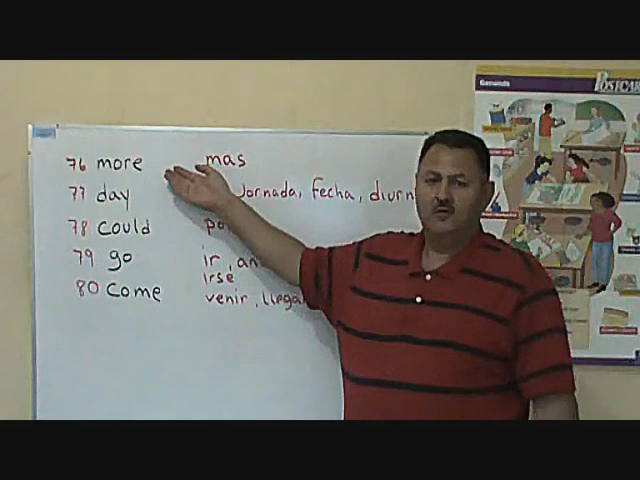 76 more mas
77 day Jornada, fecha, diurn
78 could po
79 go ir, an
irse
80 come venir, llega
Gerunds POSTCAR